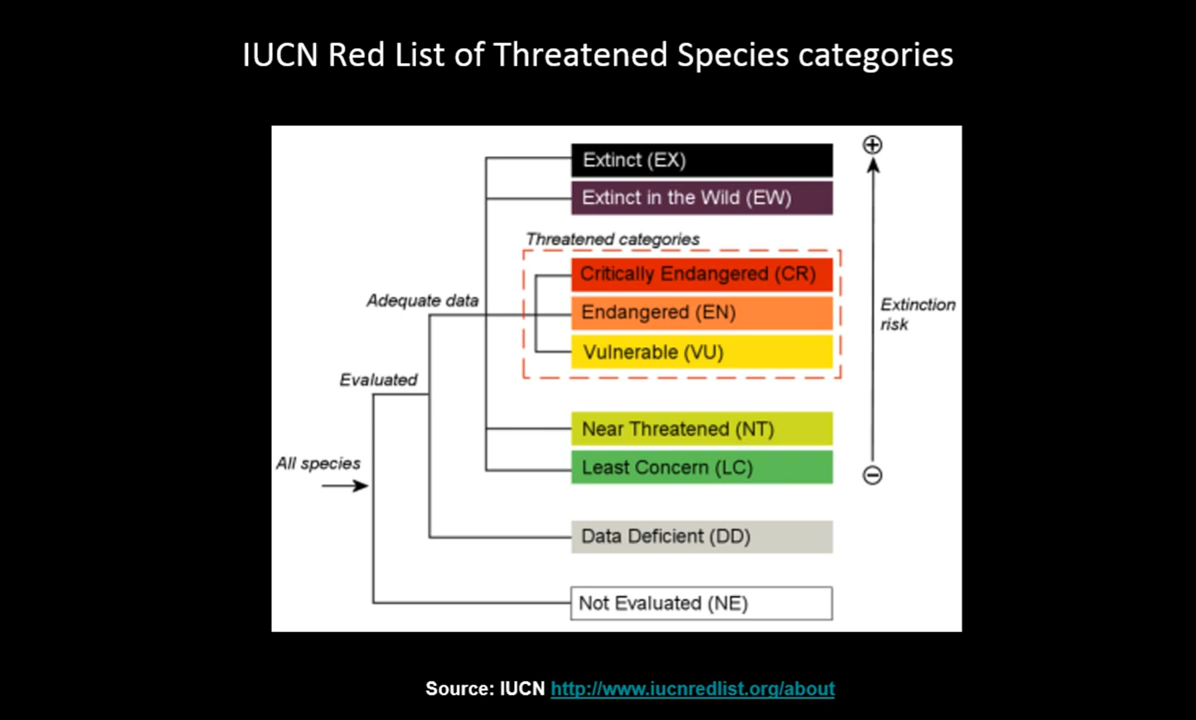 IUCN Red List of Threatened Species categories
Extinct (EX)
Extinct in the Wild (EW)
Threatened categories
Critically Endangered (CR)
Adequate data
Endangered (EN)
Extinction
risk
Vulnerable (VU)
Evaluated
Near Threatened (NT)
All species
Least Concern (LC)
Data Deficient (DD)
Not Evaluated (NE)
Source: IUCN http://www.iucnredlist.org/about